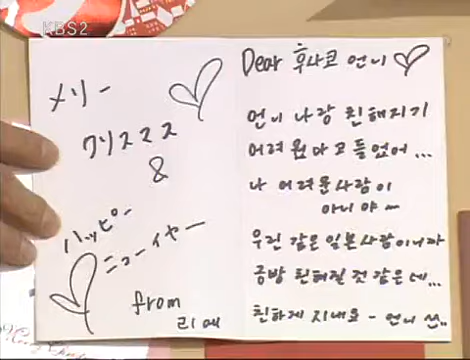 KBS2
メリー
クリスマス
&
ハッピー
ニューイヤー
from
리에
Dear 후사코 언니
언니 나랑 친해지기
어려웠다고 들었어...
나 어려운 사람이
아니야~
우린 같은 일본사람이니까
금방 친해질 것 같은데...
친하게 지내요 - 언니